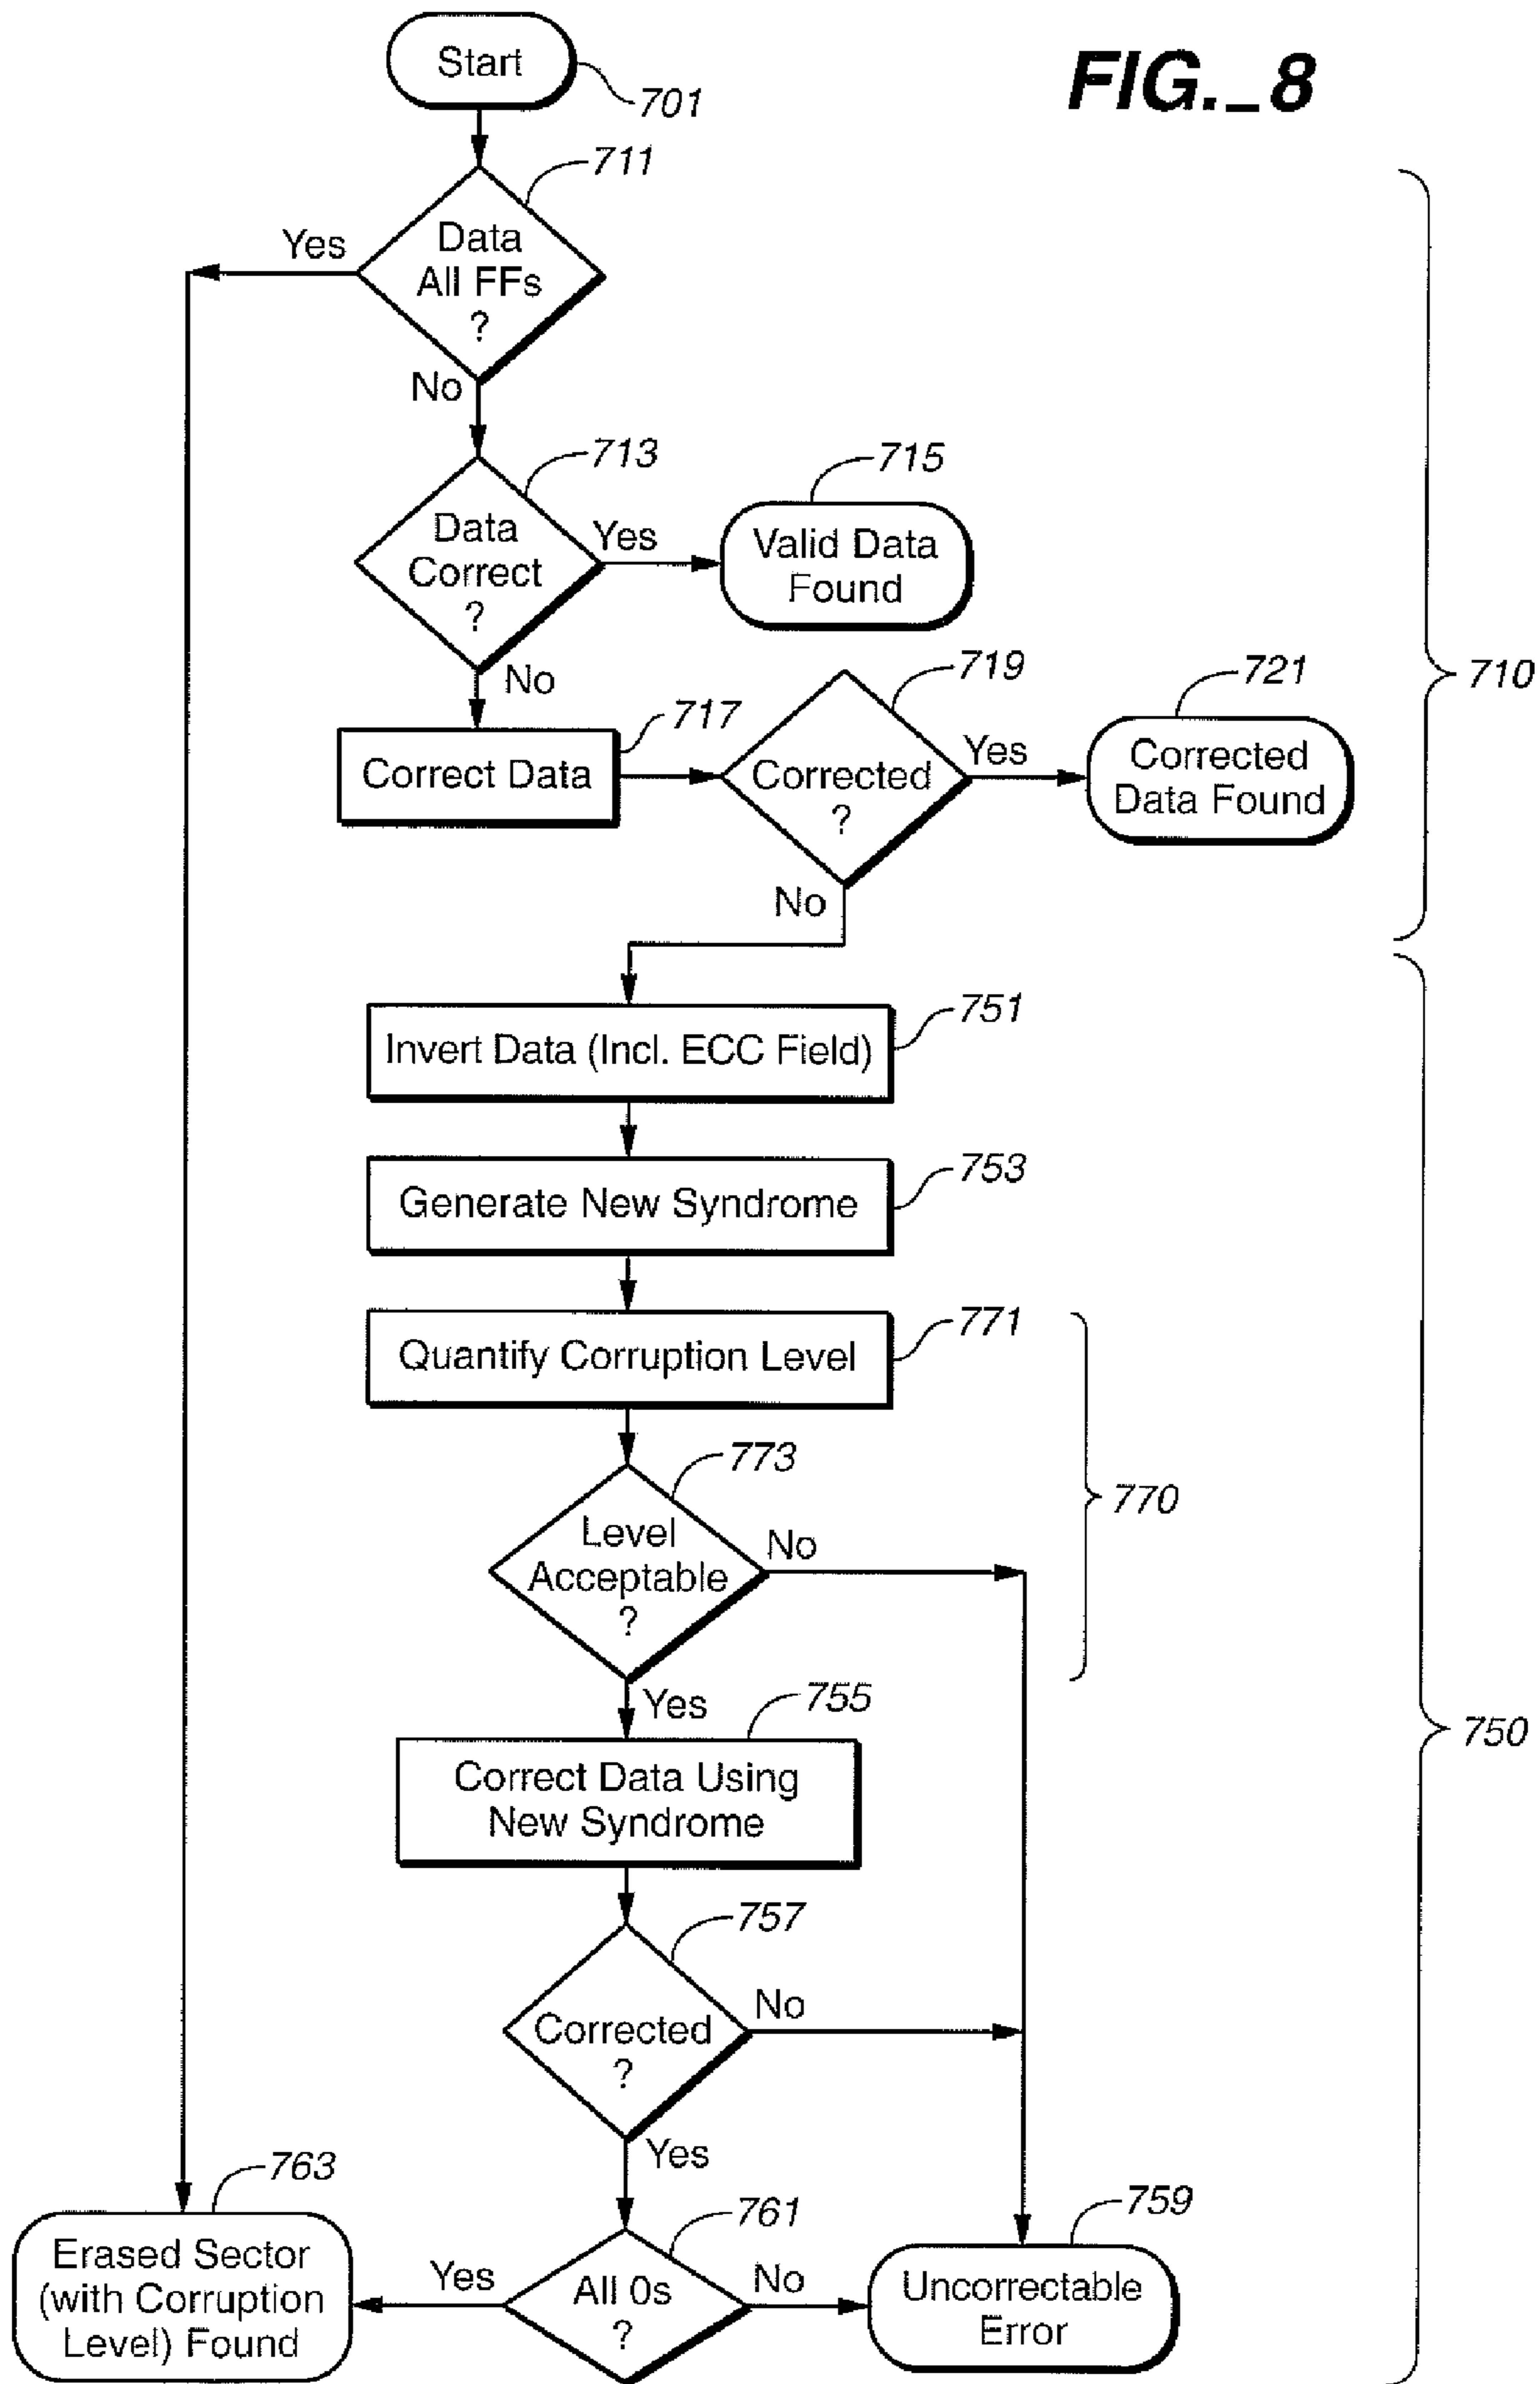 FIG._8
Start
701
711
Data
All FFs
?
Yes
No
713
Data
Correct
?
Yes
715
Valid Data
Found
No
717
Correct Data
719
Corrected
?
Yes
721
Corrected
Data Found
710
No
751
Invert Data (Incl. ECC Field)
753
Generate New Syndrome
771
Quantify Corruption Level
773
Level
Acceptable
?
No
770
Yes
755
Correct Data Using
New Syndrome
750
757
Corrected
?
No
Yes
763
Erased Sector
(with Corruption
Level) Found
Yes
761
All 0s
?
No
759
Uncorrectable
Error